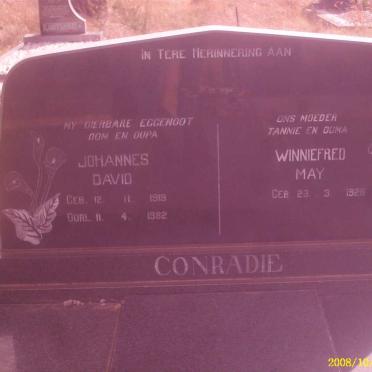 In Tere Herinnering Aan
My Dierbare Eggenoot
Oom en Oupa
Johannes
David
Geb. 12. 11. 1919
Oorl. 11. 4. 1982
Ons Moeder
Tannie en Ouma
Winniefred
May
Geb. 23. 3. 1928
CONRADIE
2008/10